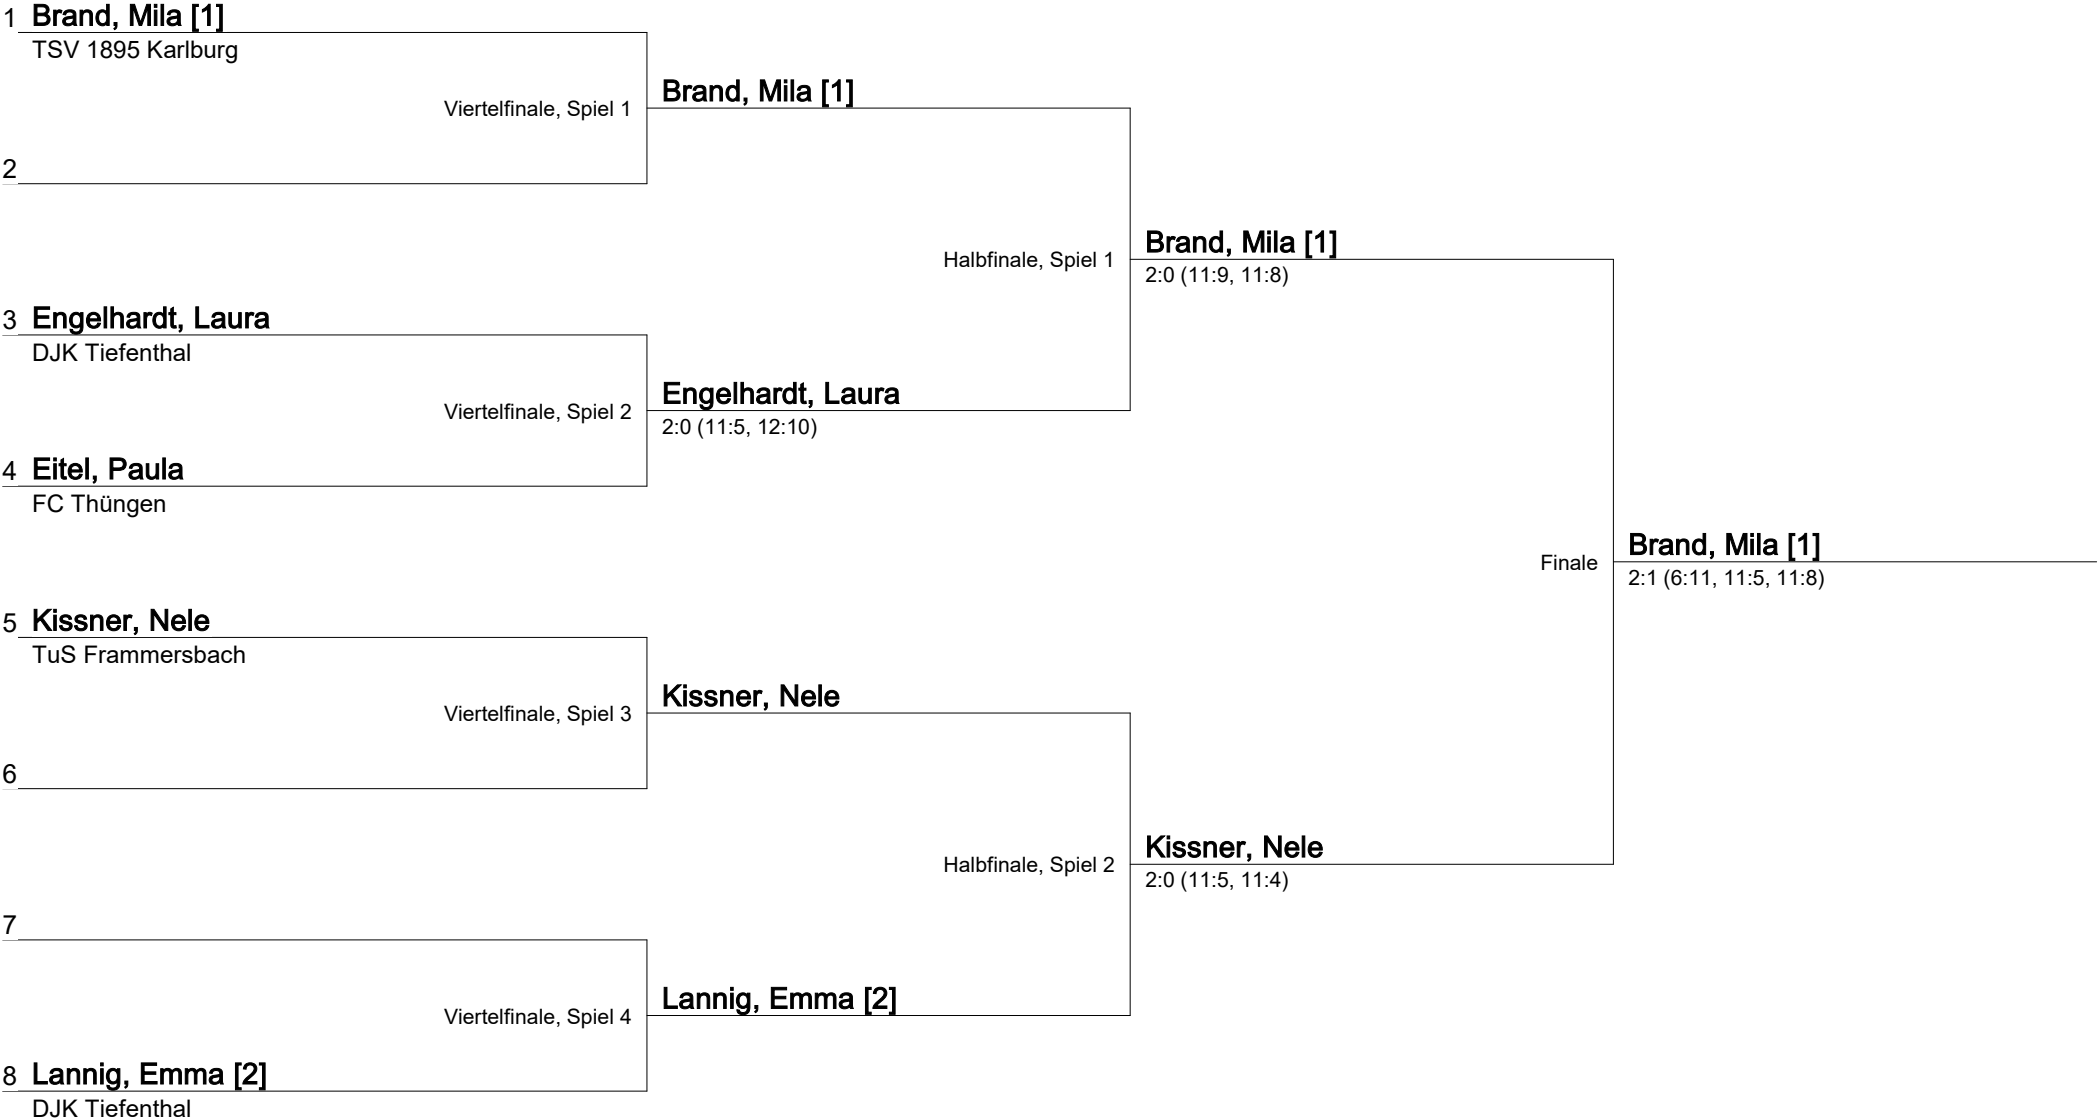 1 Brand, Mila [1]
TSV 1895 Karlburg
Viertelfinale, Spiel 1
Brand, Mila [1]
2
Halbfinale, Spiel 1
Brand, Mila [1]
2:0 (11:9, 11:8)
3 Engelhardt, Laura
DJK Tiefenthal
Viertelfinale, Spiel 2
Engelhardt, Laura
2:0 (11:5, 12:10)
4 Eitel, Paula
FC Thüngen
Finale
Brand, Mila [1]
2:1 (6:11, 11:5, 11:8)
5 Kissner, Nele
TuS Frammersbach
Viertelfinale, Spiel 3
Kissner, Nele
6
Halbfinale, Spiel 2
Kissner, Nele
2:0 (11:5, 11:4)
7
Viertelfinale, Spiel 4
Lannig, Emma [2]
8 Lannig, Emma [2]
DJK Tiefenthal